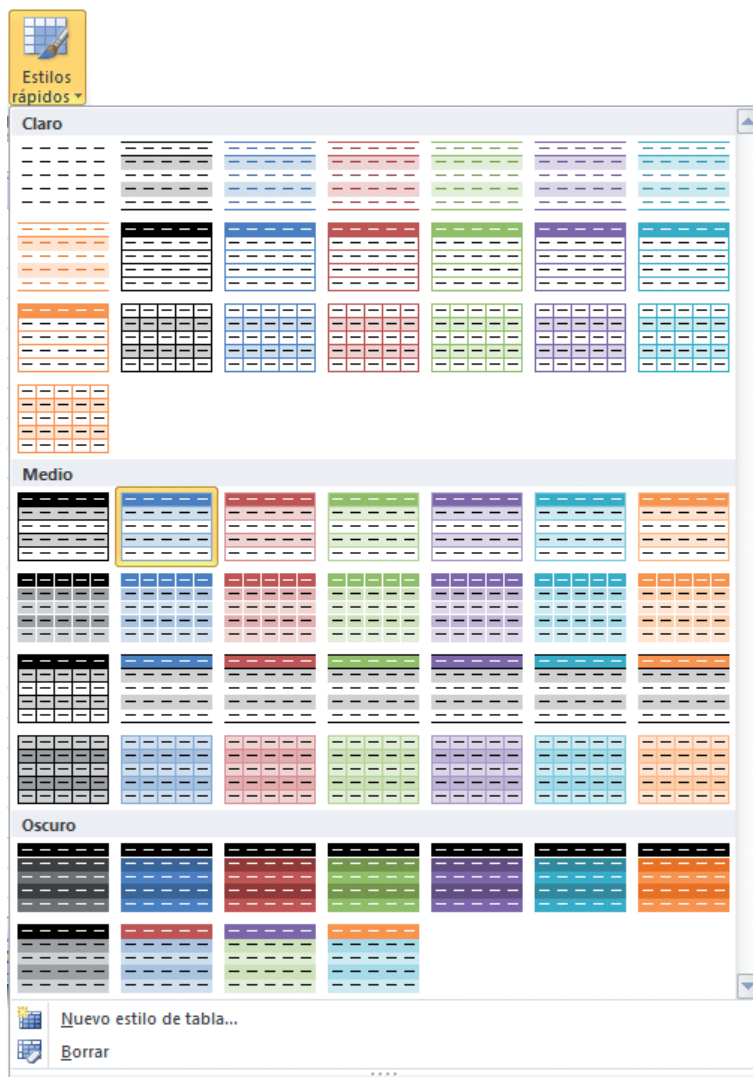 Estilos
rápidos
Claro
Medio
Oscuro
Nuevo estilo de tabla...
Borrar